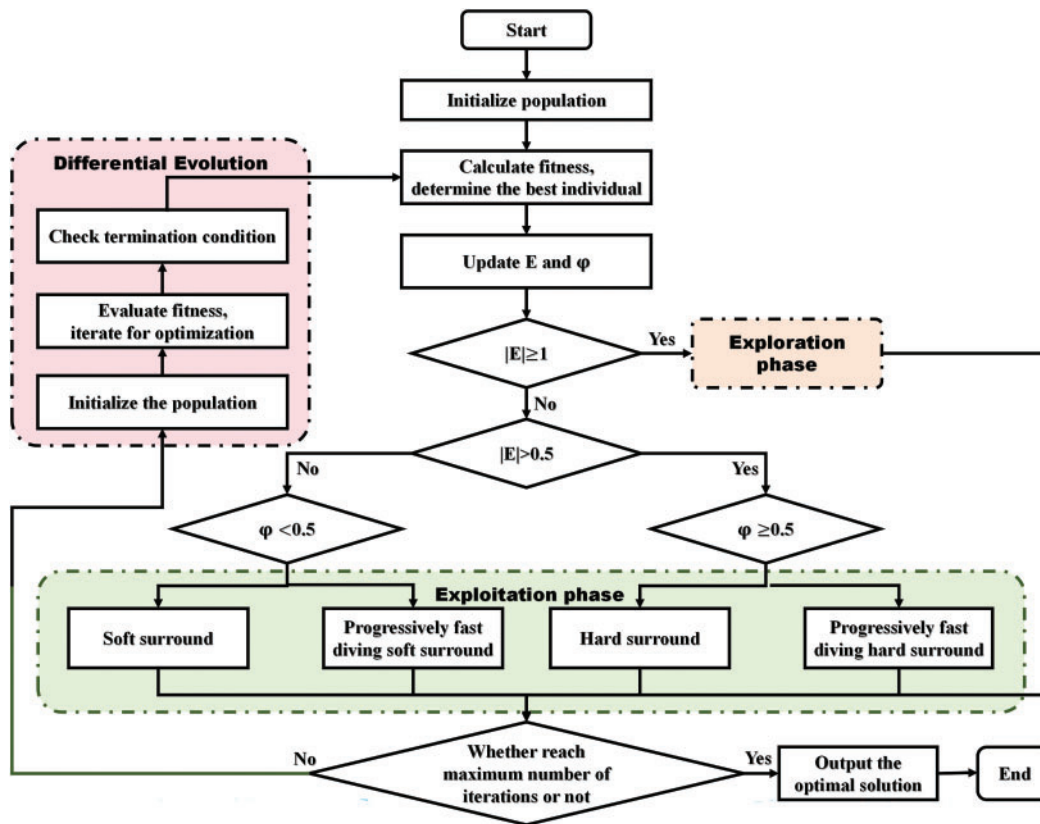 Start
Initialize population
Differential Evolution
Calculate fitness,
determine the best individual
Check termination condition
Update E and φ
Evaluate fitness,
iterate for optimization
|E|≥1
Yes
Exploration
phase
Initialize the population
No
|E|>0.5
No
Yes
φ <0.5
φ ≥0.5
Exploitation phase
Soft surround
Progressively fast
diving soft surround
Hard surround
Progressively fast
diving hard surround
No
Whether reach
maximum number of
iterations or not
Yes
Output the
optimal solution
End